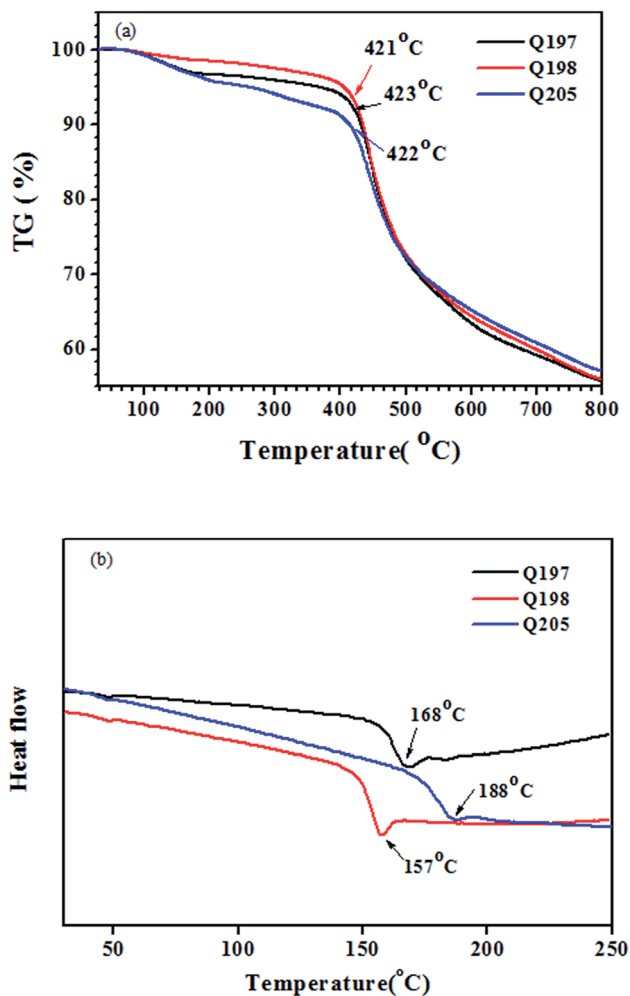 (a)
Q197
Q198
Q205
421°C
423°C
422°C
100
90
80
70
60
TG ( %)
100 200 300 400 500 600 700 800
Temperature( °C)
(b)
Q197
Q198
Q205
168°C
188°C
157°C
Heat flow
50 100 150 200 250
Temperature(°C)